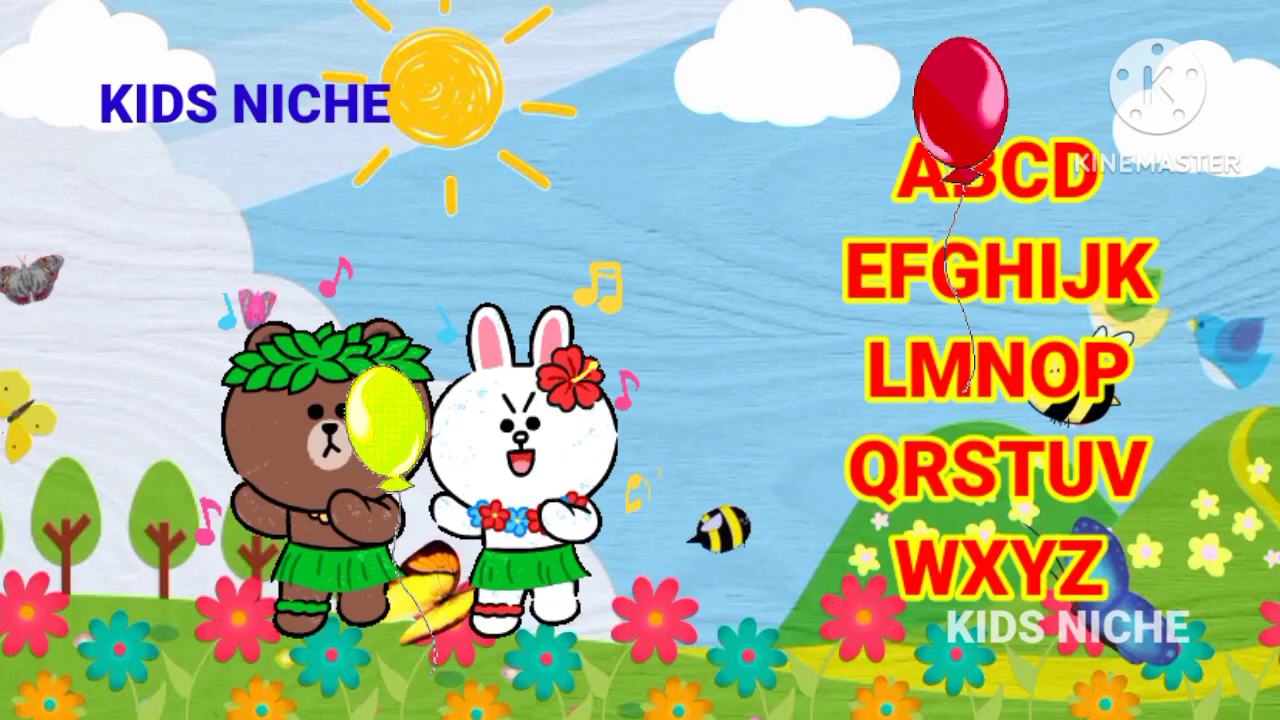 KIDS NICHE
K
KINEMASTER
ABCD
EFGHIJK
LMNOP
QRSTUV
WXYZ
KIDS NICHE